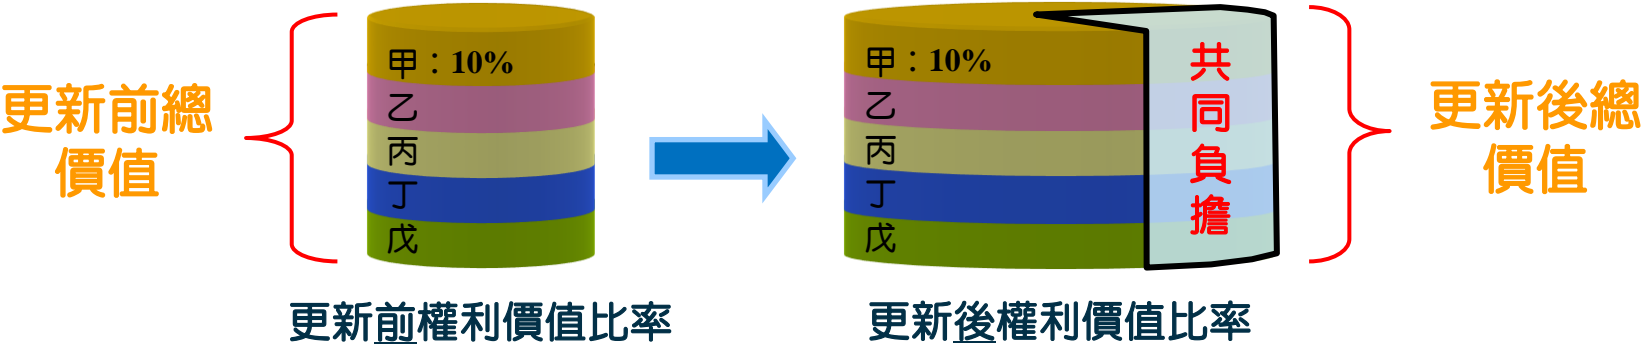 更新前總
價值
甲：10%
乙
丙
丁
戊
更新前權利價值比率
甲：10%
乙
丙
丁
戊
共
同
負
擔
更新後權利價值比率
更新後總
價值